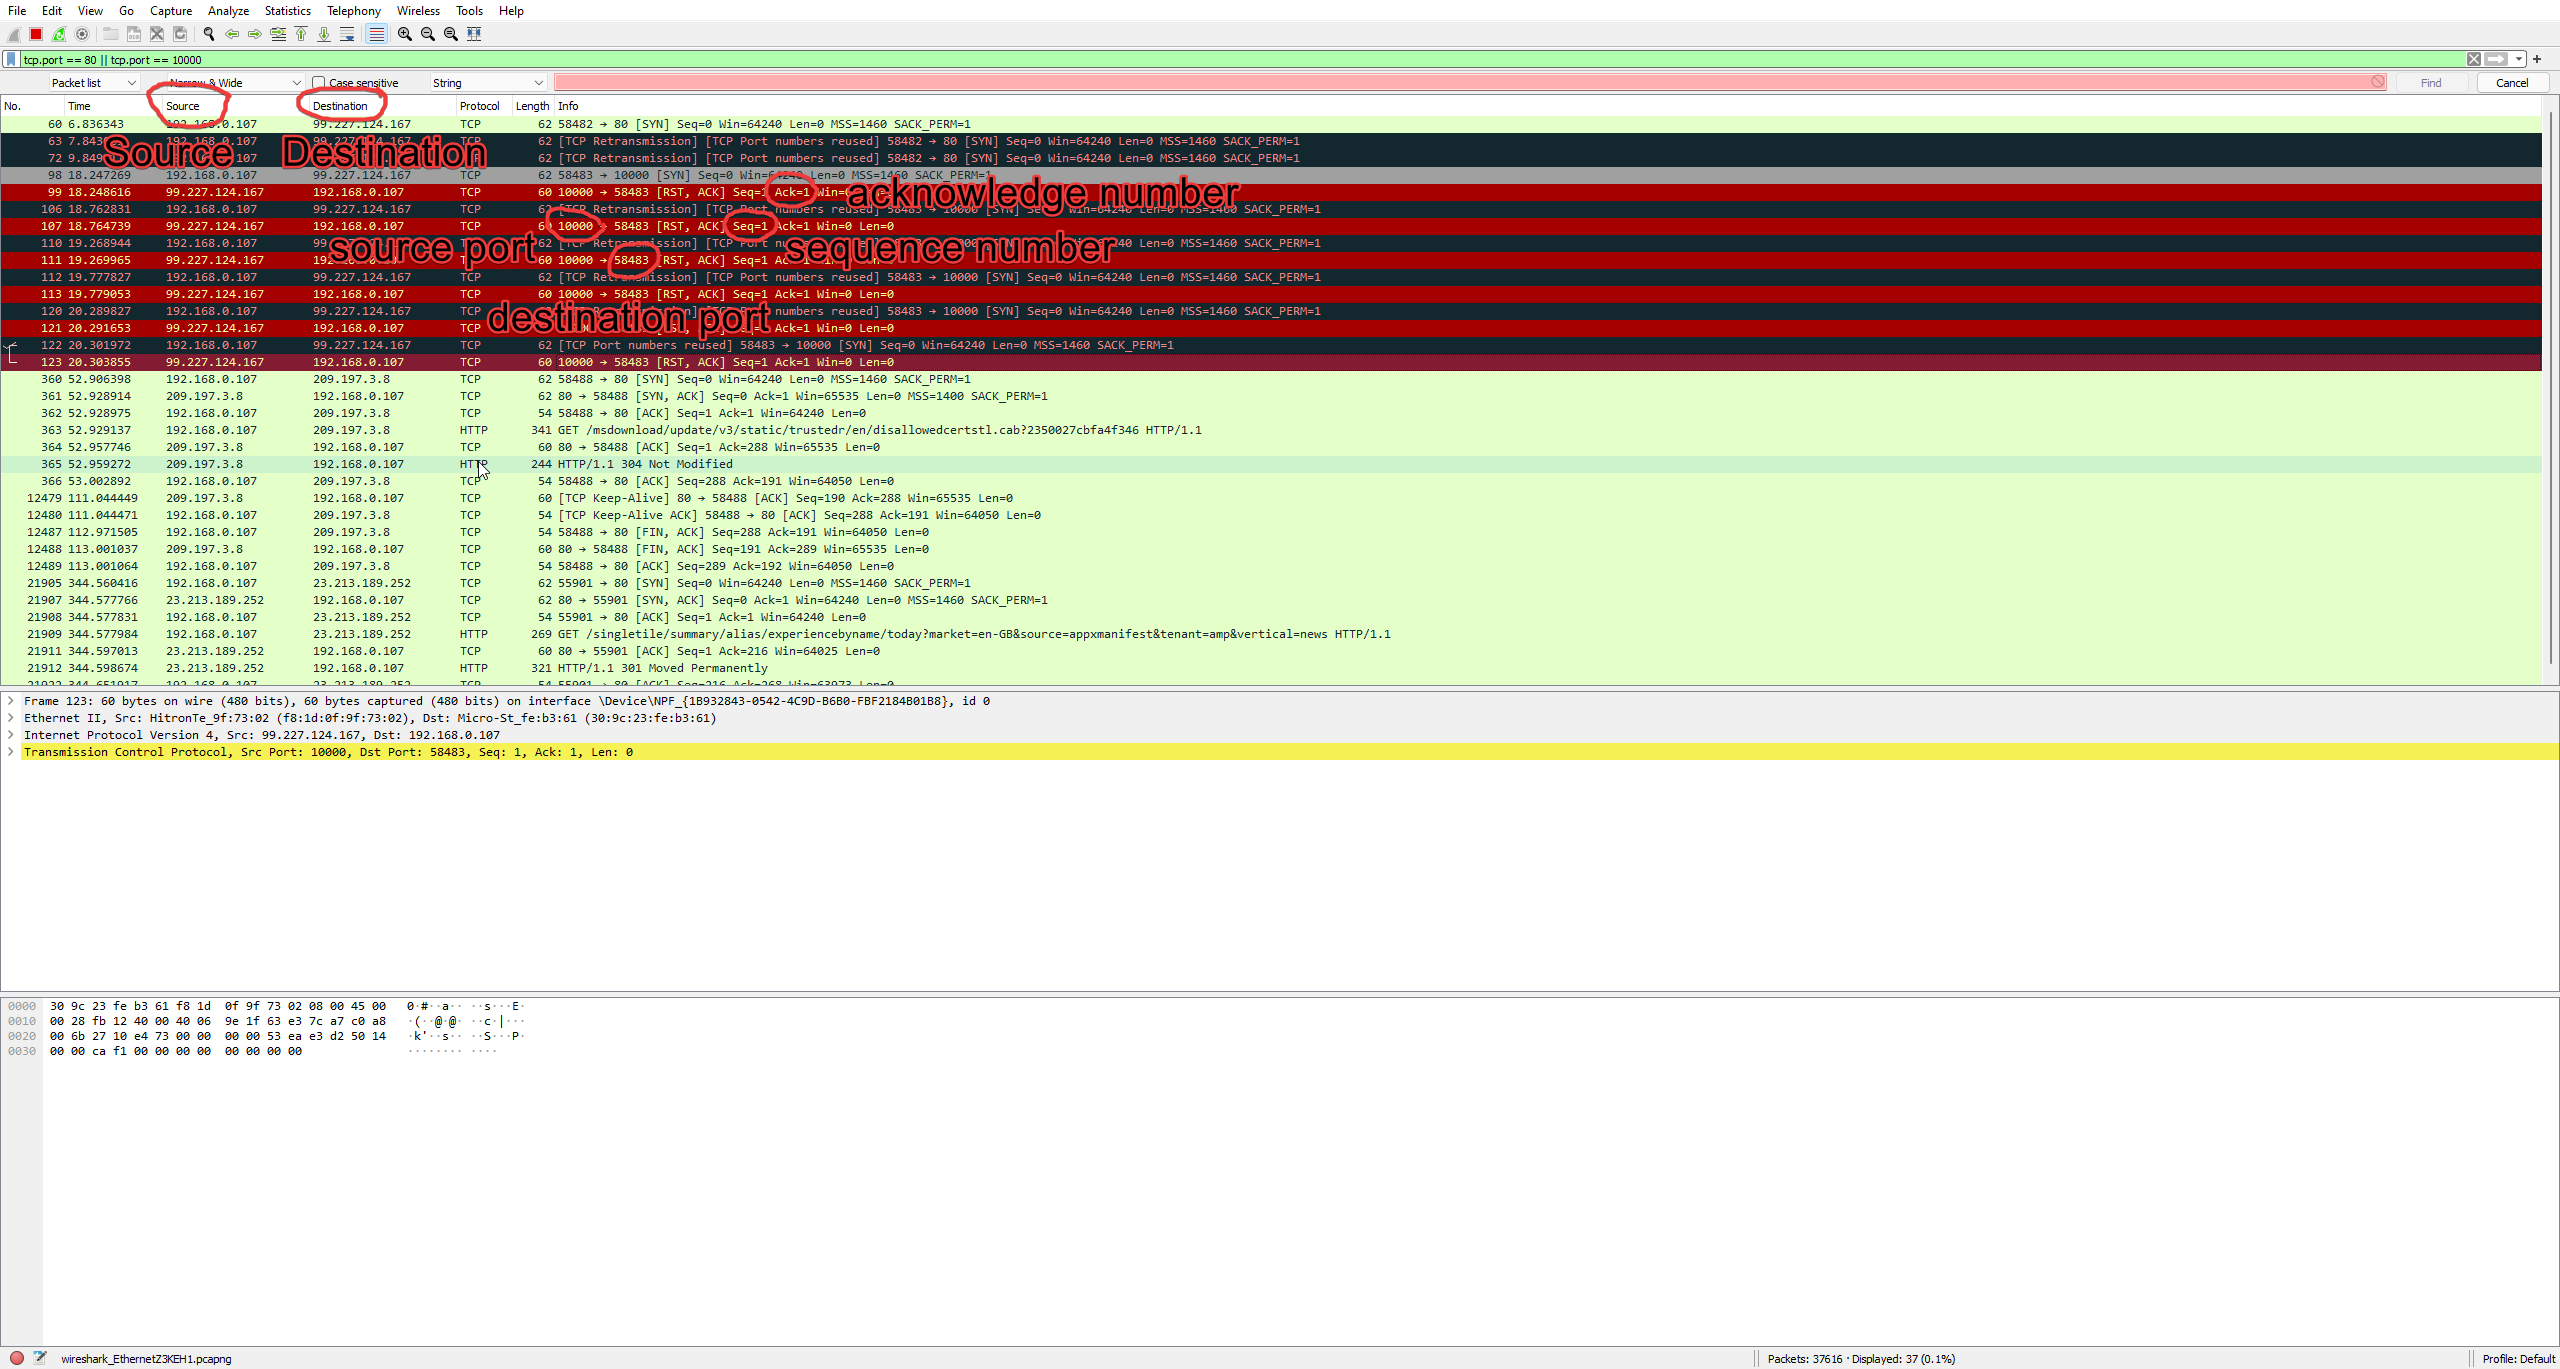 File Edit View Go Capture Analyze Statistics Telephony Wireless Tools Help
tcp.port == 80 || tcp.port == 10000
Packet list Narrow & Wide Case sensitive String Find Cancel
No. Time Source Destination Protocol Length Info
60 6.836343 192.168.0.107 99.227.124.167 TCP 62 58482 → 80 [SYN] Seq=0 Win=64240 Len=0 MSS=1460 SACK_PERM=1
63 7.843 192.168.0.107 99.227.124.167 TCP 62 [TCP Retransmission] [TCP Port numbers reused] 58482 → 80 [SYN] Seq=0 Win=64240 Len=0 MSS=1460 SACK_PERM=1
Source Destination
72 9.849 192.168.0.107 99.227.124.167 TCP 62 [TCP Retransmission] [TCP Port numbers reused] 58482 → 80 [SYN] Seq=0 Win=64240 Len=0 MSS=1460 SACK_PERM=1
98 18.247269 192.168.0.107 99.227.124.167 TCP 62 58483 → 10000 [SYN] Seq=0 Win=64240 Len=0 MSS=1460 SACK_PERM=1
99 18.248616 99.227.124.167 192.168.0.107 TCP 60 10000 → 58483 [RST, ACK] Seq=1 Ack=1
acknowledge number
106 18.762831 192.168.0.107 99.227.124.167 TCP 62 [TCP Retransmission] [TCP Port numbers reused] 58483 → 10000 [SYN] Seq=0 Win=64240 Len=0 MSS=1460 SACK_PERM=1
107 18.764739 99.227.124.167 192.168.0.107 TCP 60 10000 → 58483 [RST, ACK] Seq=1 Ack=1 Win=0 Len=0
110 19.268944 192.168.0.107 TCP 62 [TCP Retransmission] [TCP Port MSS=1460 SACK_PERM=1
source port sequence number
111 19.269965 99.227.124.167 TCP 60 10000 → 58483 [RST, ACK] Seq=1
112 19.777827 192.168.0.107 99.227.124.167 TCP 62 [TCP Retransmission] [TCP Port numbers reused] 58483 → 10000 [SYN] Seq=0 Win=64240 Len=0 MSS=1460 SACK_PERM=1
113 19.779053 99.227.124.167 192.168.0.107 TCP 60 10000 → 58483 [RST, ACK] Seq=1 Ack=1 Win=0 Len=0
120 20.289827 192.168.0.107 99.227.124.167 TCP numbers reused] 58483 → 10000 [SYN] Seq=0 Win=64240 Len=0 MSS=1460 SACK_PERM=1
destination port
121 20.291653 99.227.124.167 192.168.0.107 TCP 60 10000 → 58483 [RST, ACK] Seq=1 Ack=1 Win=0 Len=0
122 20.301972 192.168.0.107 99.227.124.167 TCP 62 [TCP Port numbers reused] 58483 → 10000 [SYN] Seq=0 Win=64240 Len=0 MSS=1460 SACK_PERM=1
123 20.303855 99.227.124.167 192.168.0.107 TCP 60 10000 → 58483 [RST, ACK] Seq=1 Ack=1 Win=0 Len=0
360 52.906398 192.168.0.107 209.197.3.8 TCP 62 58488 → 80 [SYN] Seq=0 Win=64240 Len=0 MSS=1460 SACK_PERM=1
361 52.928914 209.197.3.8 192.168.0.107 TCP 62 80 → 58488 [SYN, ACK] Seq=0 Ack=1 Win=65535 Len=0 MSS=1400 SACK_PERM=1
362 52.928975 192.168.0.107 209.197.3.8 TCP 54 58488 → 80 [ACK] Seq=1 Ack=1 Win=64240 Len=0
363 52.929137 192.168.0.107 209.197.3.8 HTTP 341 GET /msdownload/update/v3/static/trustedr/en/disallowedcertstl.cab?2350027cbfa4f346 HTTP/1.1
364 52.957746 209.197.3.8 192.168.0.107 TCP 60 80 → 58488 [ACK] Seq=1 Ack=288 Win=65535 Len=0
365 52.959272 209.197.3.8 192.168.0.107 HTTP 244 HTTP/1.1 304 Not Modified
366 53.002892 192.168.0.107 209.197.3.8 TCP 54 58488 → 80 [ACK] Seq=288 Ack=191 Win=64050 Len=0
12479 111.044449 209.197.3.8 192.168.0.107 TCP 60 [TCP Keep-Alive] 80 → 58488 [ACK] Seq=190 Ack=288 Win=65535 Len=0
12480 111.044471 192.168.0.107 209.197.3.8 TCP 54 [TCP Keep-Alive ACK] 58488 → 80 [ACK] Seq=288 Ack=191 Win=64050 Len=0
12487 112.971505 192.168.0.107 209.197.3.8 TCP 54 58488 → 80 [FIN, ACK] Seq=288 Ack=191 Win=64050 Len=0
12488 113.001037 209.197.3.8 192.168.0.107 TCP 60 80 → 58488 [FIN, ACK] Seq=191 Ack=289 Win=65535 Len=0
12489 113.001064 192.168.0.107 209.197.3.8 TCP 54 58488 → 80 [ACK] Seq=289 Ack=192 Win=64050 Len=0
21905 344.560416 192.168.0.107 23.213.189.252 TCP 62 55901 → 80 [SYN] Seq=0 Win=64240 Len=0 MSS=1460 SACK_PERM=1
21907 344.577766 23.213.189.252 192.168.0.107 TCP 62 80 → 55901 [SYN, ACK] Seq=0 Ack=1 Win=64240 Len=0 MSS=1460 SACK_PERM=1
21908 344.577831 192.168.0.107 23.213.189.252 TCP 54 55901 → 80 [ACK] Seq=1 Ack=1 Win=64240 Len=0
21909 344.577984 192.168.0.107 23.213.189.252 HTTP 269 GET /singletile/summary/alias/experiencebyname/today?market=en-GB&source=appxmanifest&tenant=amp&vertical=news HTTP/1.1
21911 344.597013 23.213.189.252 192.168.0.107 TCP 60 80 → 55901 [ACK] Seq=1 Ack=216 Win=64025 Len=0
21912 344.598674 23.213.189.252 192.168.0.107 HTTP 321 HTTP/1.1 301 Moved Permanently
21922 344.651917 192.168.0.107 23.213.189.252 TCP 54 55901 → 80 [ACK] Seq=216 Ack=268 Win=63973 Len=0
Frame 123: 60 bytes on wire (480 bits), 60 bytes captured (480 bits) on interface \Device\NPF_{1B932843-0542-4C9D-B6B0-FBF2184B01B8}, id 0
Ethernet II, Src: HitronTe_9f:73:02 (f8:1d:0f:9f:73:02), Dst: Micro-St_fe:b3:61 (30:9c:23:fe:b3:61)
Internet Protocol Version 4, Src: 99.227.124.167, Dst: 192.168.0.107
Transmission Control Protocol, Src Port: 10000, Dst Port: 58483, Seq: 1, Ack: 1, Len: 0
0000 30 9c 23 fe b3 61 f8 1d 0f 9f 73 02 08 00 45 00 0·#··a·· ··s···E·
0010 00 28 fb 12 40 00 40 06 9e 1f 63 e3 7c a7 c0 a8 ·(··@·@· ··c·|···
0020 00 6b 27 10 e4 73 00 00 00 00 53 ea e3 d2 50 14 ·k'··s·· ··S···P·
0030 00 00 ca f1 00 00 00 00 00 00 00 00 ········ ····
wireshark_EthernetZ3KEH1.pcapng Packets: 37616 · Displayed: 37 (0.1%) Profile: Default